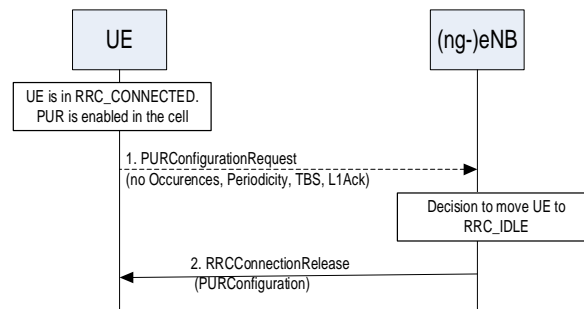 UE
(ng-)eNB
UE is in RRC_CONNECTED.
PUR is enabled in the cell
1. PURConfigurationRequest
(no Occurences, Periodicity, TBS, L1Ack)
Decision to move UE to
RRC_IDLE
2. RRCConnectionRelease
(PURConfiguration)